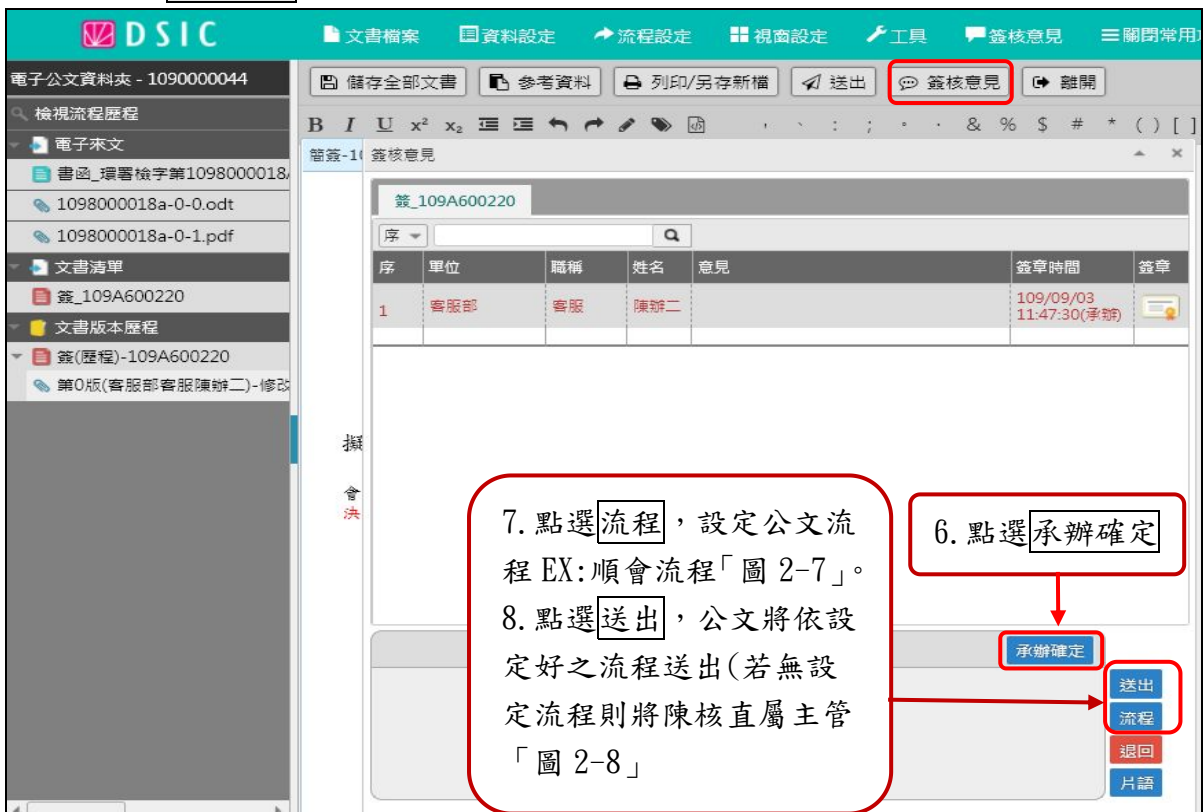 DSIC
文書檔案 資料設定 流程設定 視窗設定 工具 簽核意見 關閉常用
電子公文資料夾 - 1090000044
儲存全部文書 參考資料 列印/另存新檔 送出 簽核意見 離開
檢視流程歷程
B I U x² x₂ , 、 : ; 。 · & % $ # * ( ) [ ]
電子來文
簡簽-10
簽核意見
書函_環署檢字第1098000018
1098000018a-0-0.odt
1098000018a-0-1.pdf
文書清單
簽_109A600220
文書版本歷程
簽(歷程)-109A600220
第0版(客服部客服陳辦二)-修改
簽_109A600220
序
序 單位 職稱 姓名 意見 簽章時間 簽章
1 客服部 客服 陳辦二 109/09/03
11:47:30(承辦)
擬
會
決
7.點選流程，設定公文流
程 EX:順會流程「圖 2-7」。
8.點選送出，公文將依設
定好之流程送出(若無設
定流程則將陳核直屬主管
「圖 2-8」
6.點選承辦確定
承辦確定
送出
流程
退回
片語